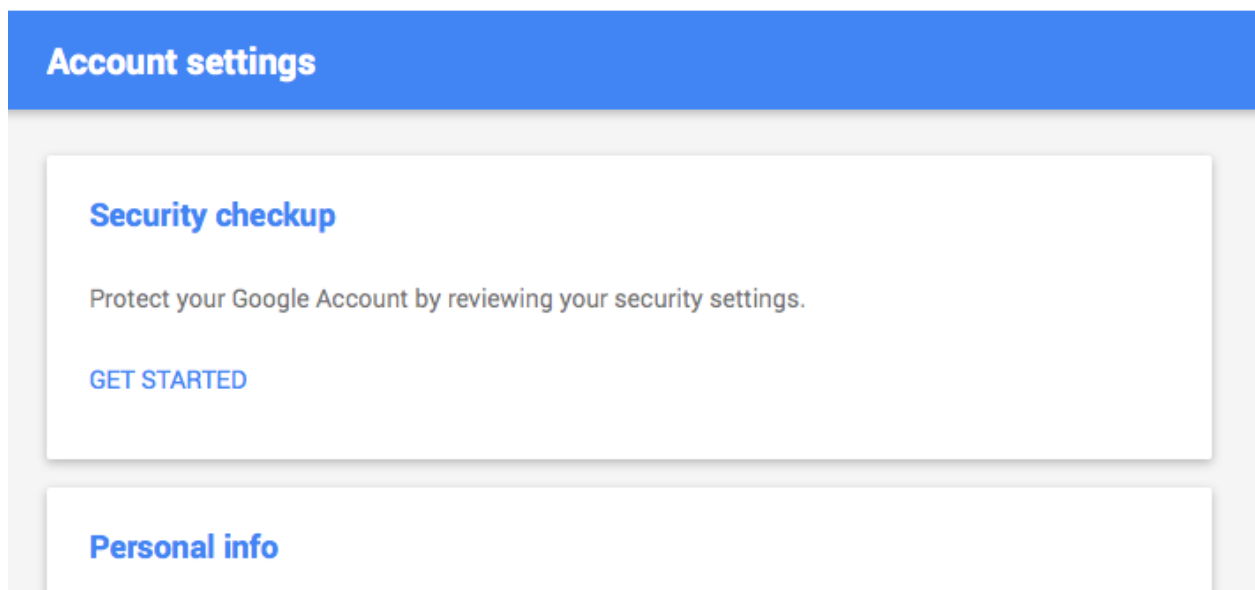 Account settings
Security checkup
Protect your Google Account by reviewing your security settings.
GET STARTED
Personal info